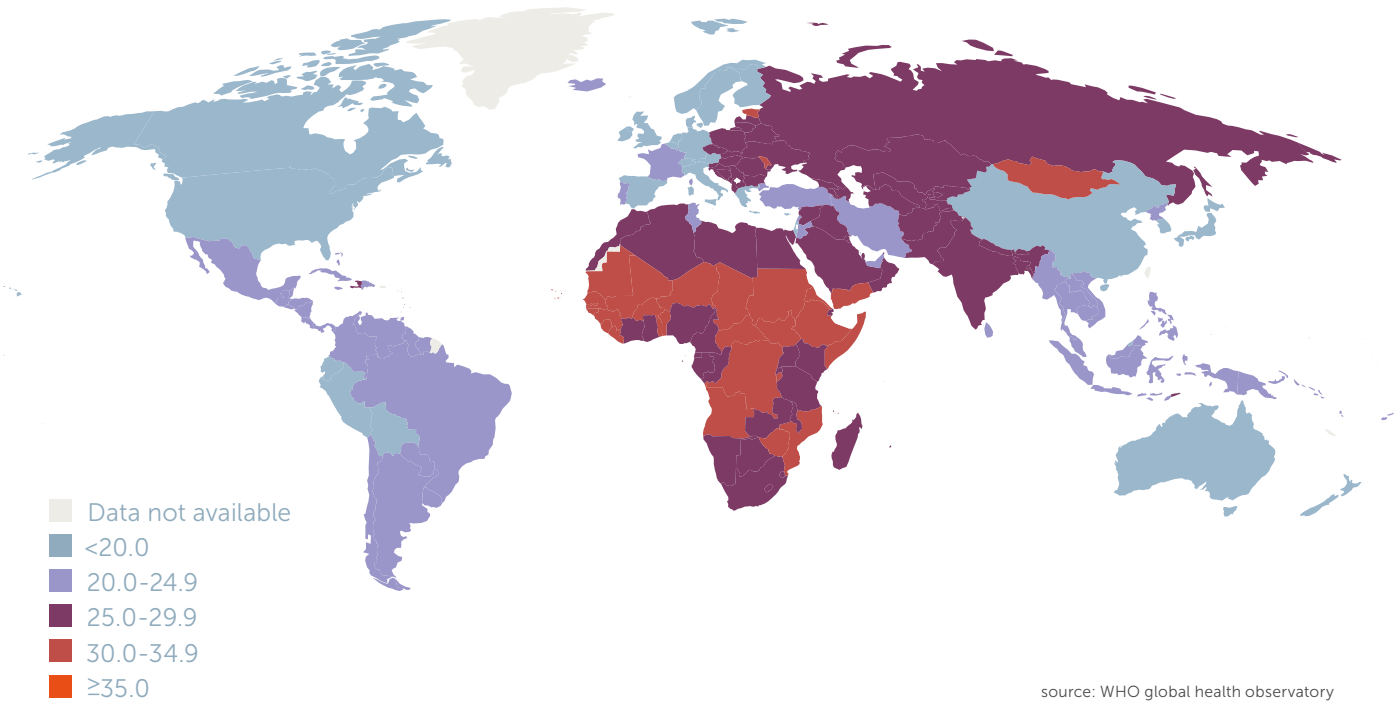 Data not available
<20.0
20.0-24.9
25.0-29.9
30.0-34.9
≥35.0
source: WHO global health observatory